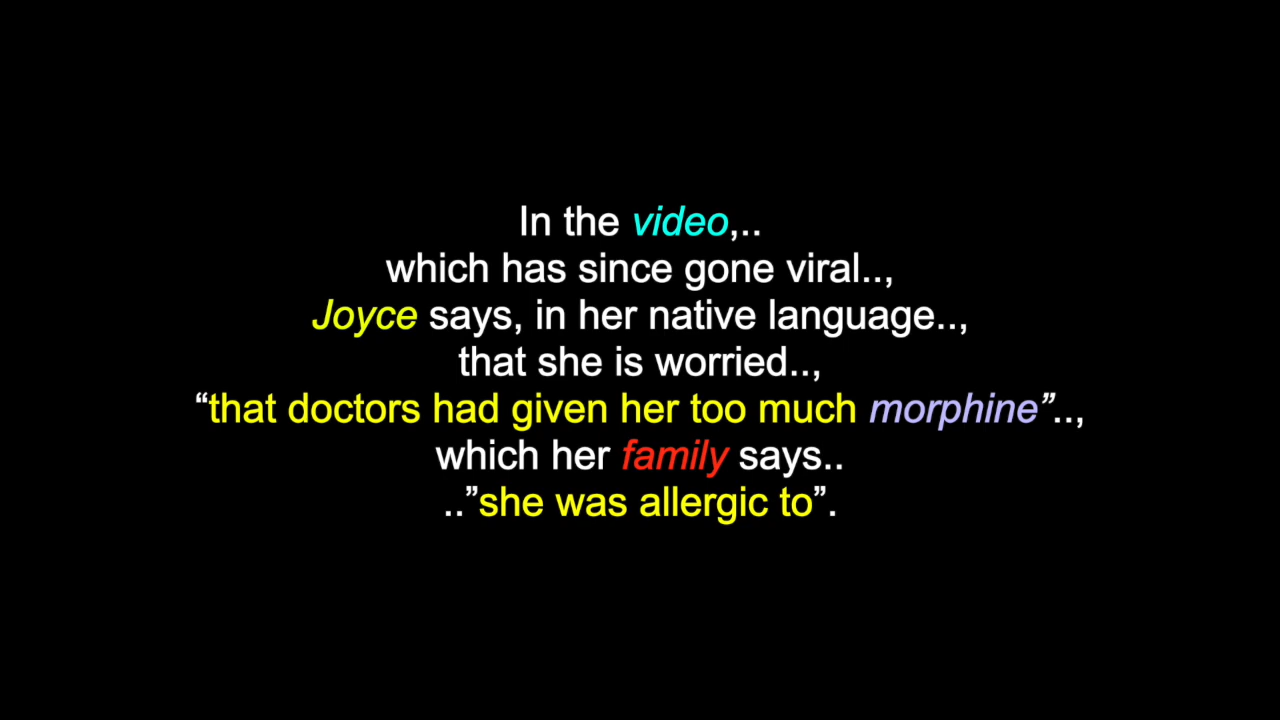 In the video,..
which has since gone viral..,
Joyce says, in her native language..,
that she is worried..,
“that doctors had given her too much morphine”..,
which her family says..
..”she was allergic to”.